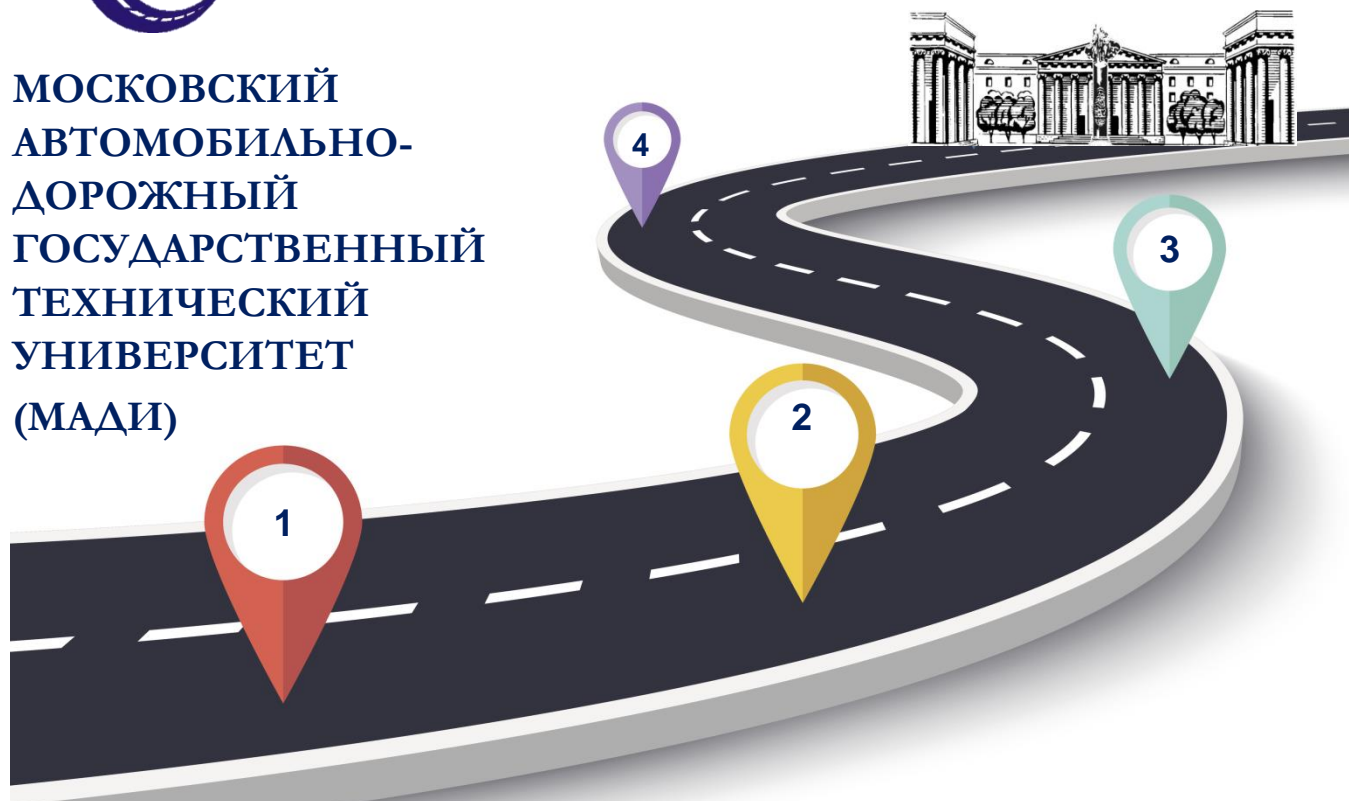 МОСКОВСКИЙ
АВТОМОБИЛЬНО-
ДОРОЖНЫЙ
ГОСУДАРСТВЕННЫЙ
ТЕХНИЧЕСКИЙ
УНИВЕРСИТЕТ
(МАДИ)
4
3
2
1